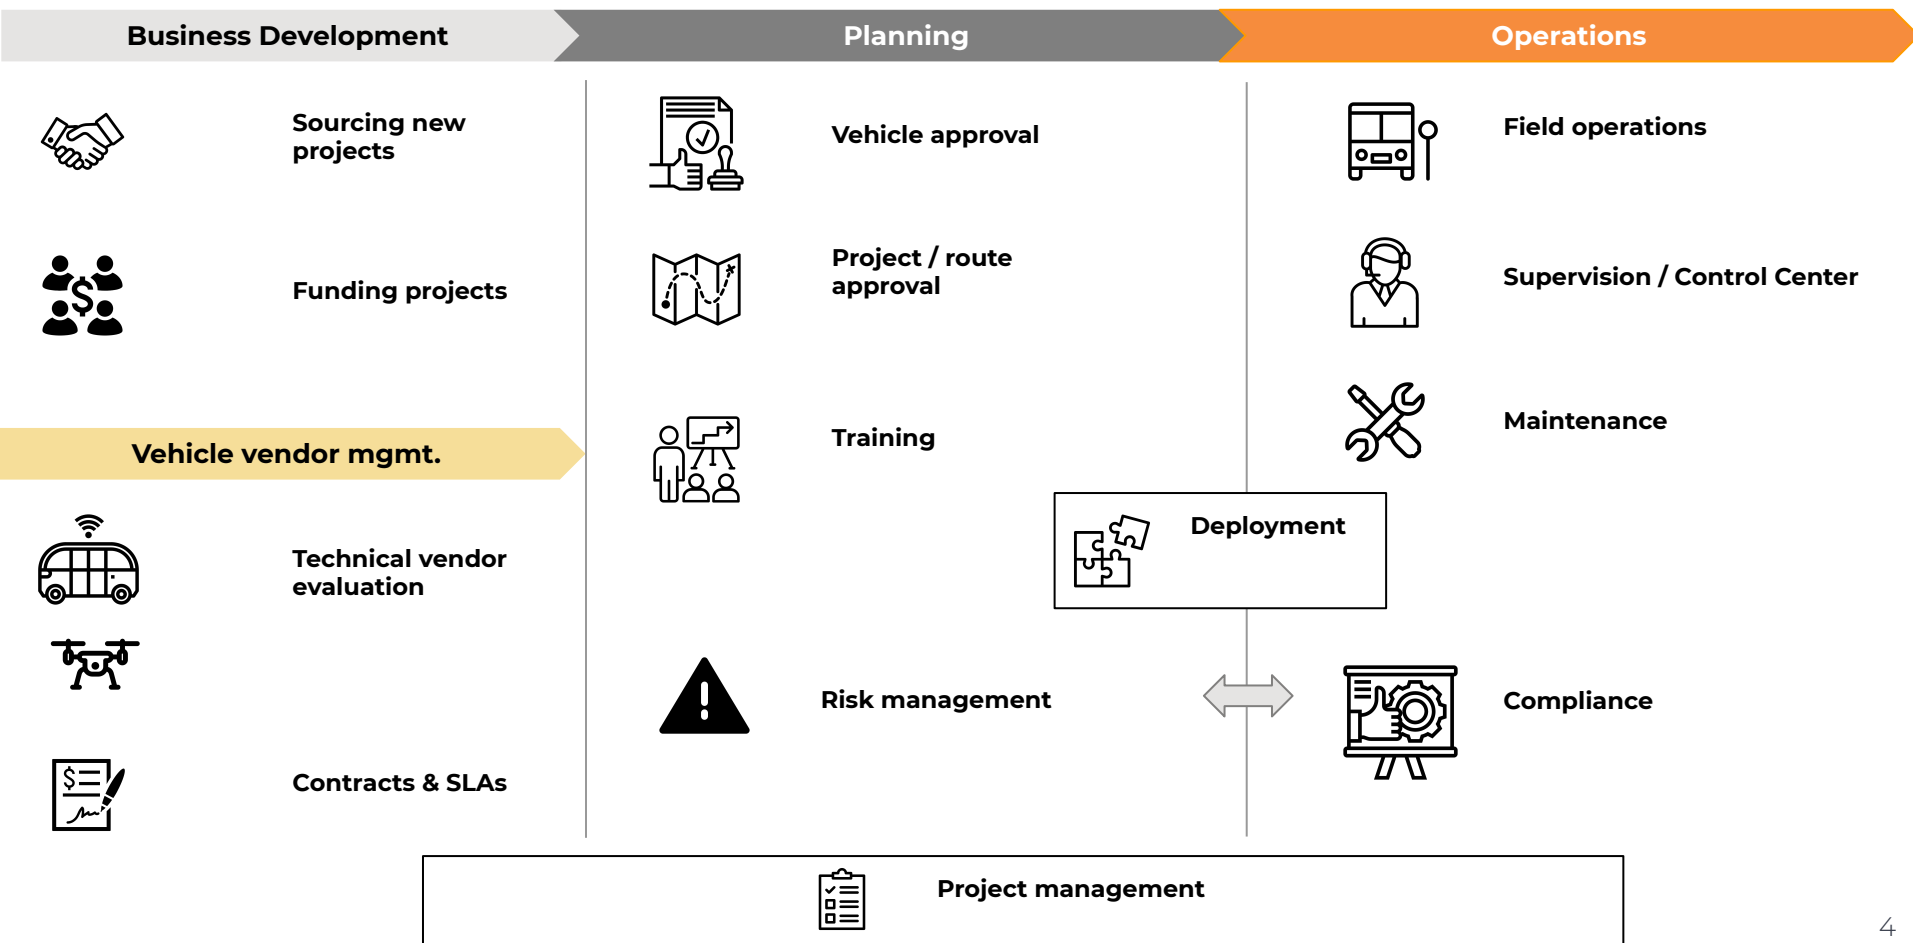 Business Development
Planning
Operations
Sourcing new
projects
Funding projects
Vehicle vendor mgmt.
Technical vendor
evaluation
Contracts & SLAs
Vehicle approval
Project / route
approval
Training
Risk management
Deployment
Field operations
Supervision / Control Center
Maintenance
Compliance
Project management
4